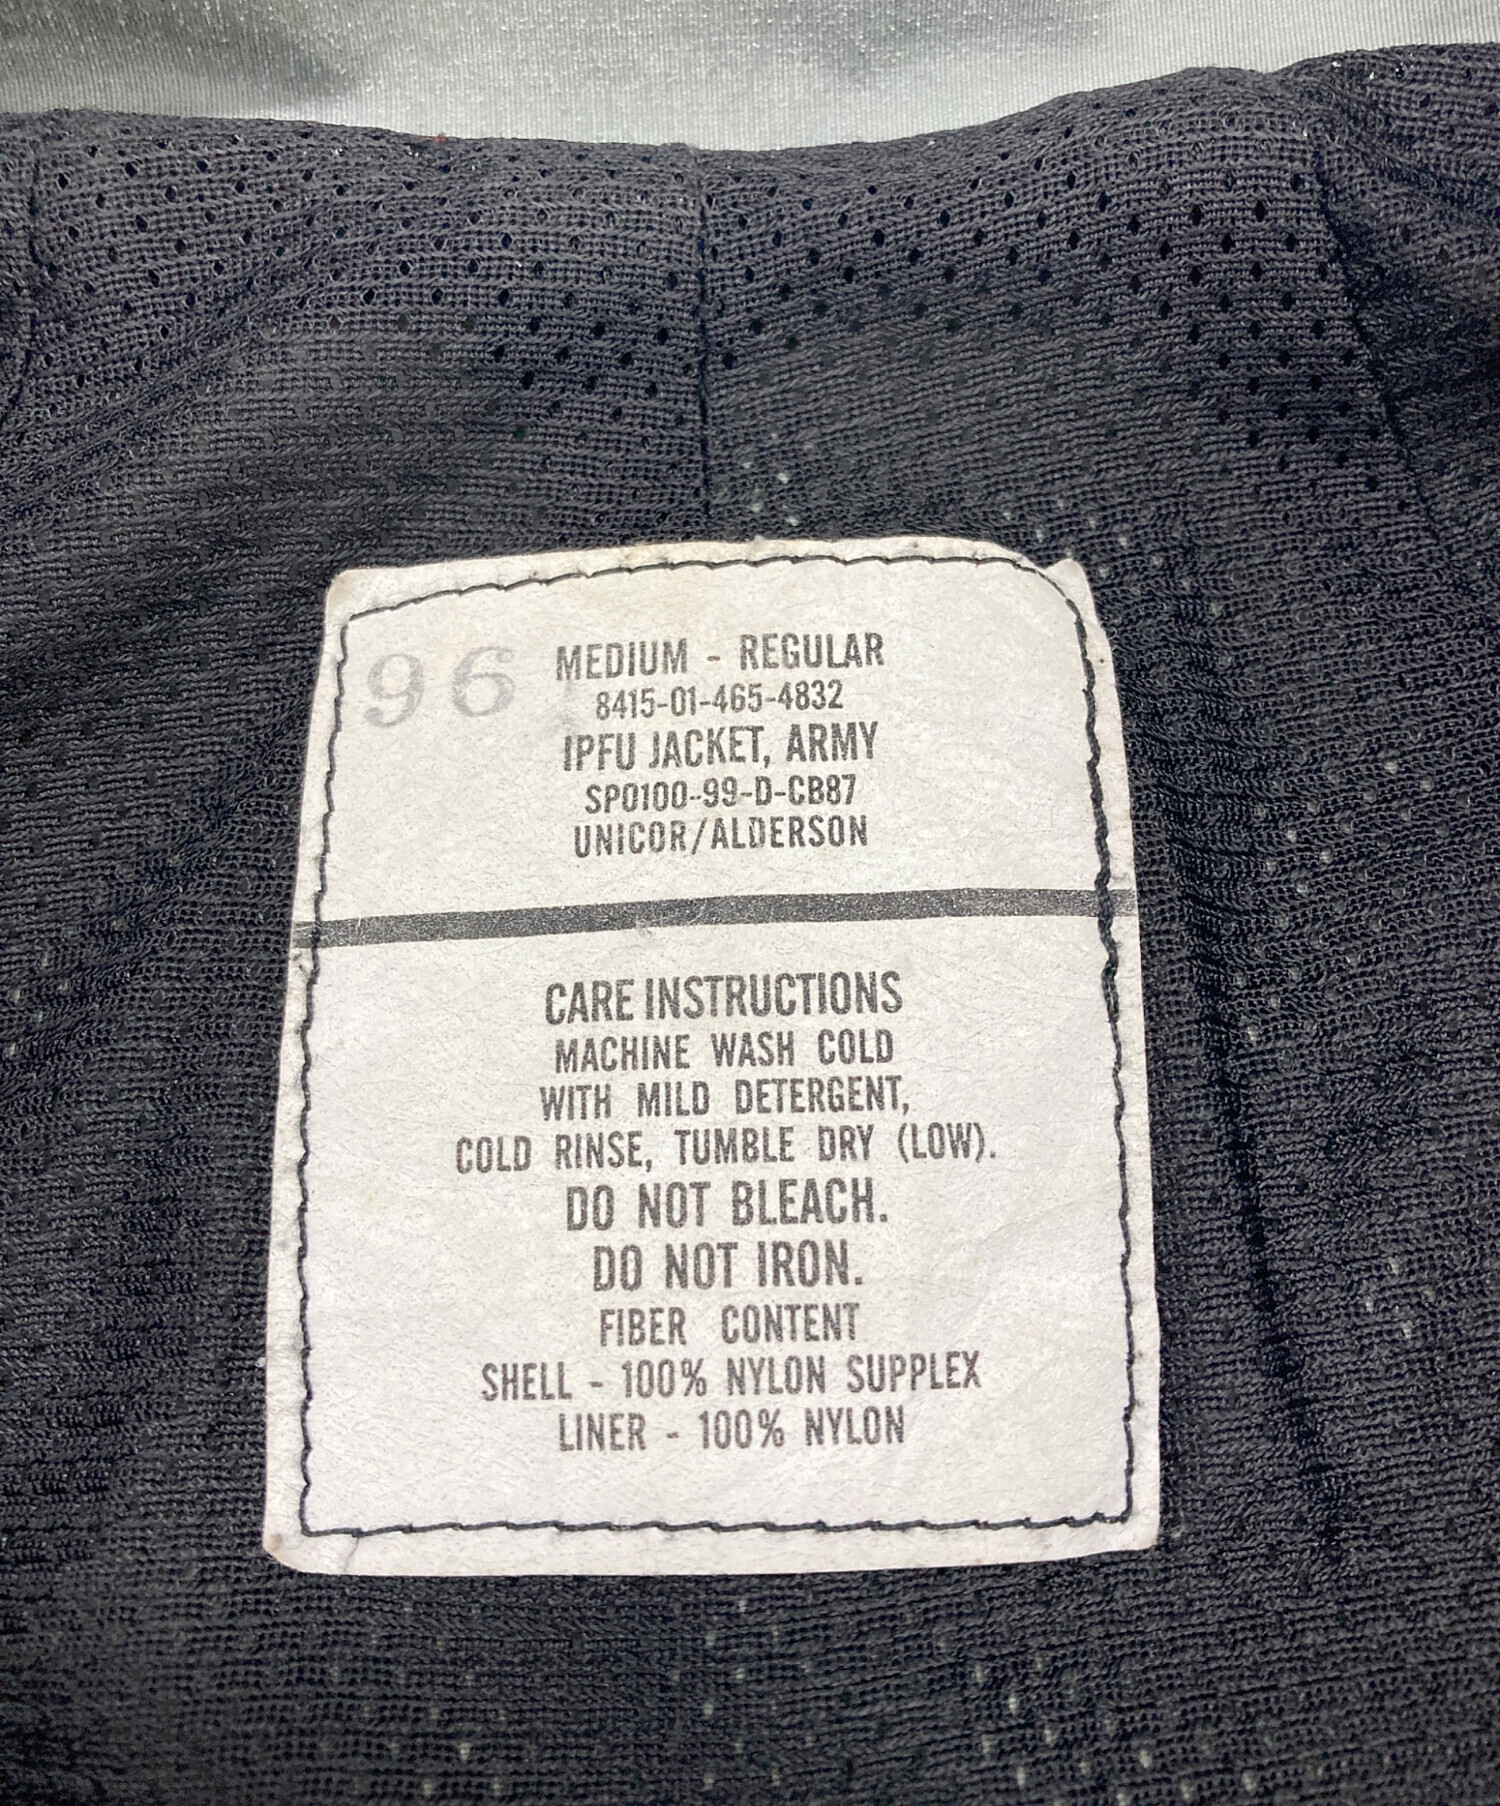 96
MEDIUM - REGULAR
8415-01-465-4832
IPFU JACKET, ARMY
SPO100-99-D-CB87
UNICOR/ALDERSON
CARE INSTRUCTIONS
MACHINE WASH COLD
WITH MILD DETERGENT,
COLD RINSE, TUMBLE DRY (LOW).
DO NOT BLEACH.
DO NOT IRON.
FIBER CONTENT
SHELL - 100% NYLON SUPPLEX
LINER - 100% NYLON